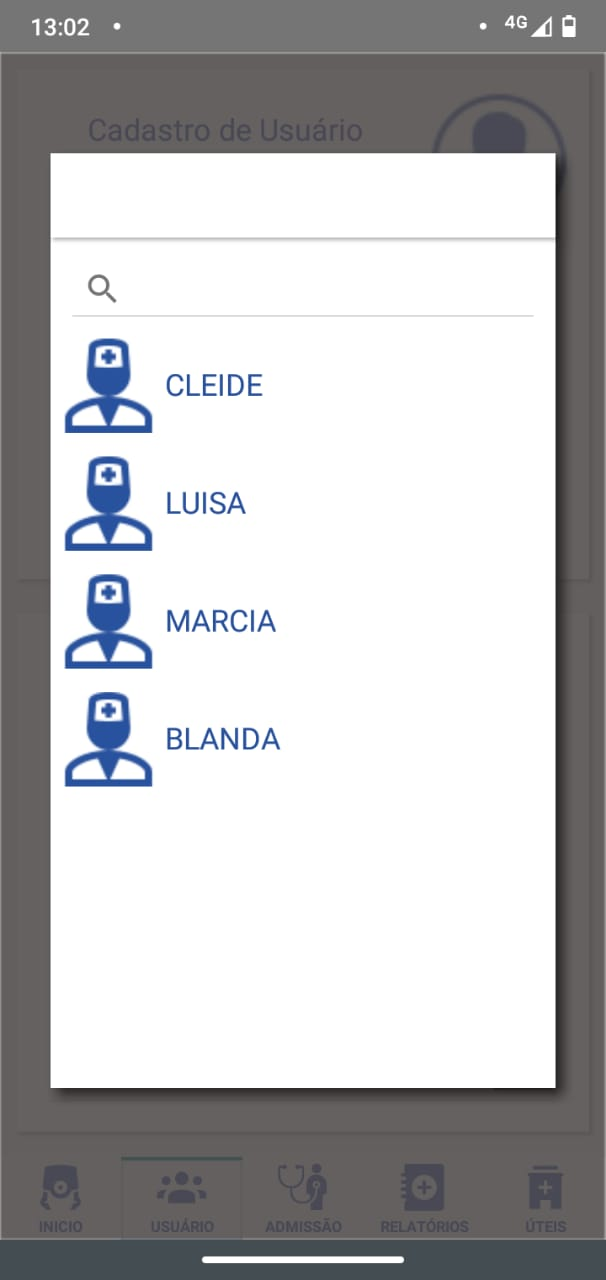 13:02
4G
Cadastro de Usuário
CLEIDE
LUISA
MARCIA
BLANDA
INICIO
USUÁRIO
ADMISSÃO
RELATÓRIOS
ÚTEIS